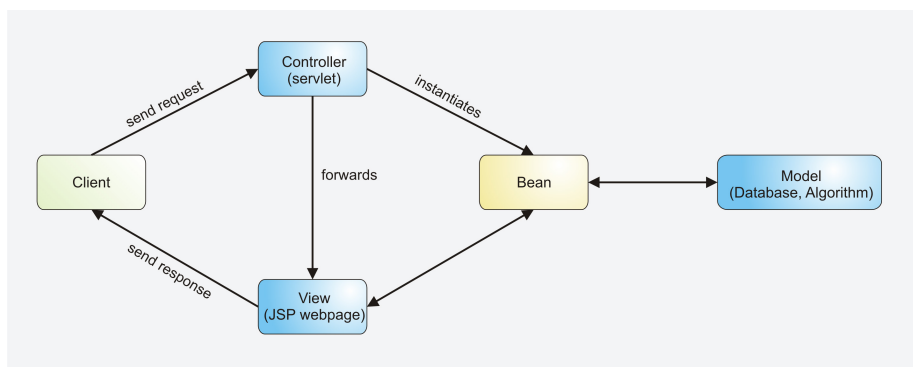 Controller
(servlet)
send request
instantiates
Client
forwards
Bean
Model
(Database, Algorithm)
send response
View
(JSP webpage)